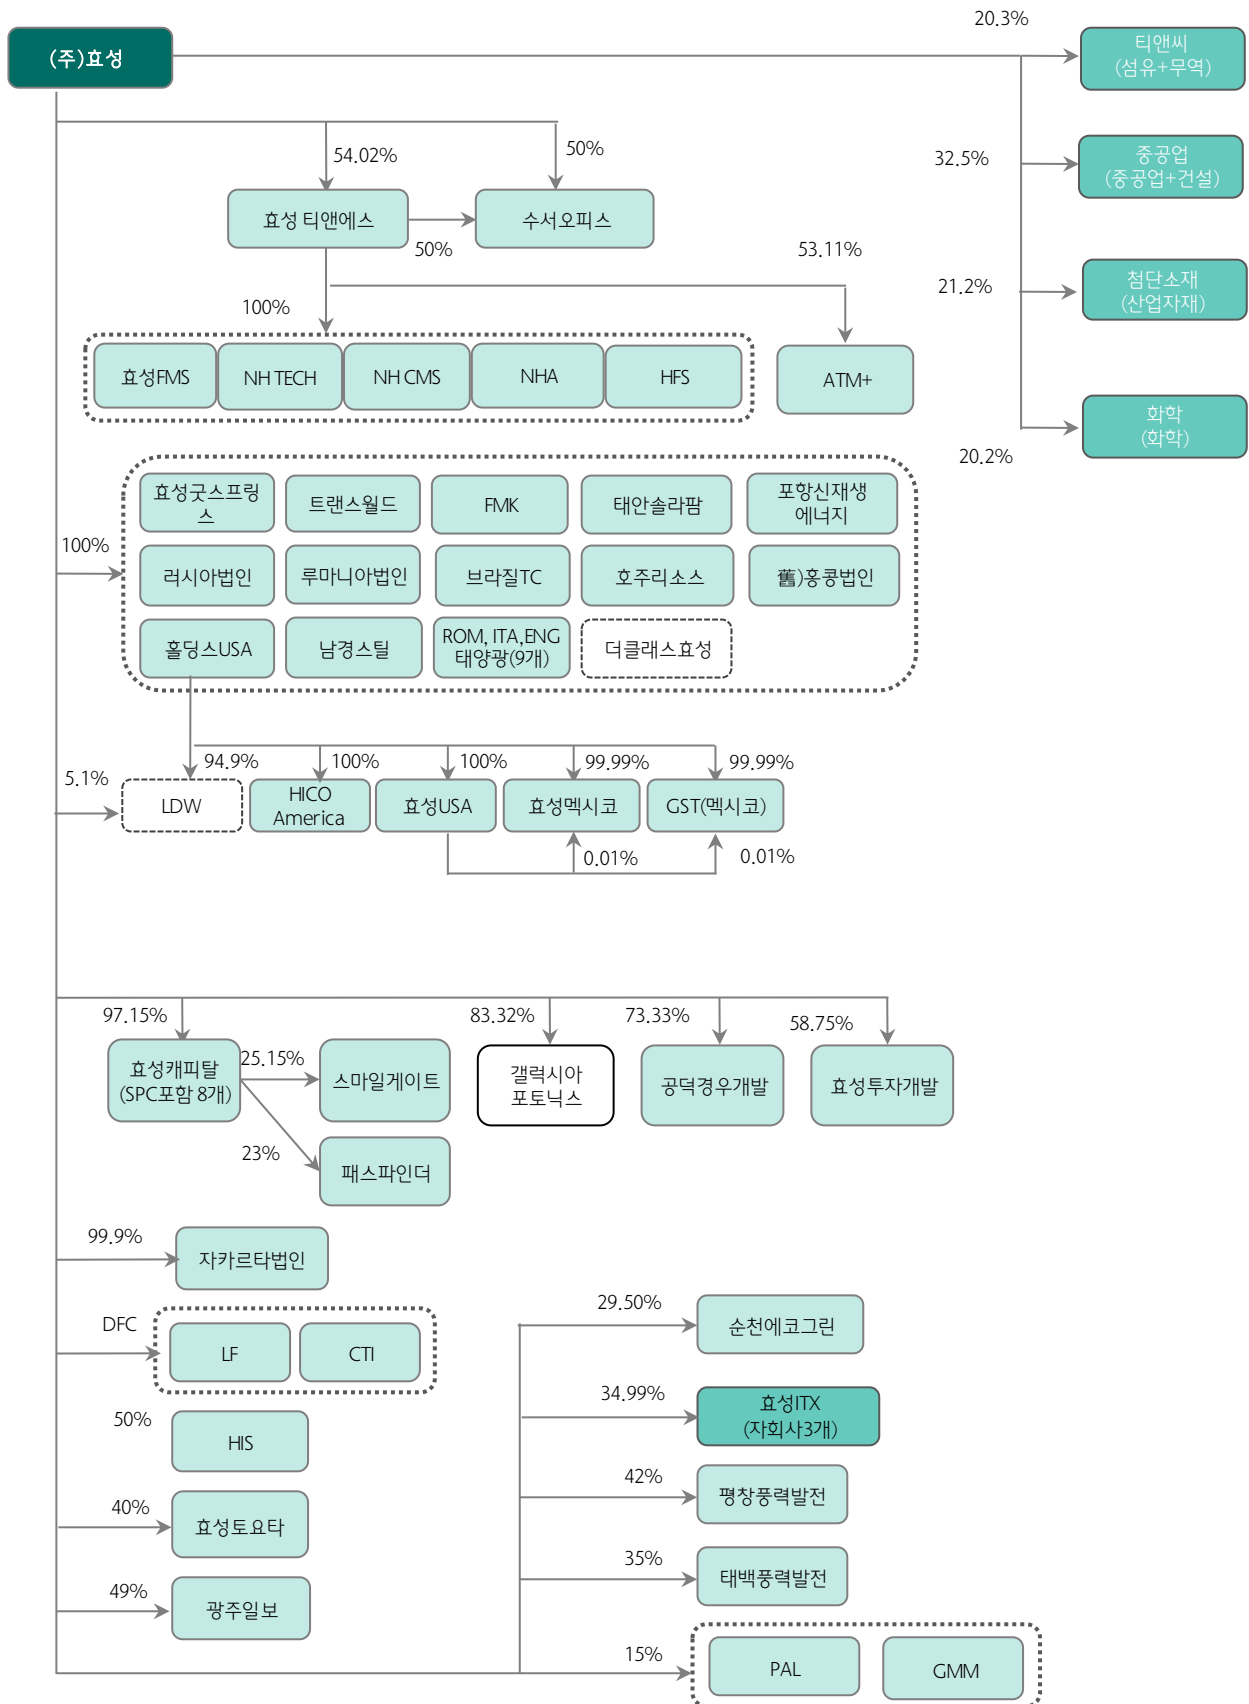 20.3%
(주)효성
티앤씨
(섬유+무역)
54.02%
50%
32.5%
중공업
(중공업+건설)
효성 티앤에스
수서오피스
50%
53.11%
21.2%
첨단소재
(산업자재)
100%
효성FMS
NH TECH
NH CMS
NHA
HFS
ATM+
화학
(화학)
20.2%
효성굿스프링
스
트랜스월드
FMK
태안솔라팜
포항신재생
에너지
100%
러시아법인
루마니아법인
브라질TC
호주리소스
舊)홍콩법인
홀딩스USA
남경스틸
ROM, ITA,ENG
태양광(9개)
더클래스효성
5.1%
94.9%
100%
100%
99.99%
99.99%
LDW
HICO
America
효성USA
효성멕시코
GST(멕시코)
0.01%
0.01%
97.15%
83.32%
73.33%
58.75%
효성캐피탈
(SPC포함 8개)
25.15%
스마일게이트
갤럭시아
포토닉스
공덕경우개발
효성투자개발
23%
패스파인더
99.9%
자카르타법인
29.50%
순천에코그린
DFC
LF
CTI
34.99%
효성ITX
(자회사3개)
50%
HIS
42%
평창풍력발전
40%
효성토요타
35%
태백풍력발전
49%
광주일보
15%
PAL
GMM